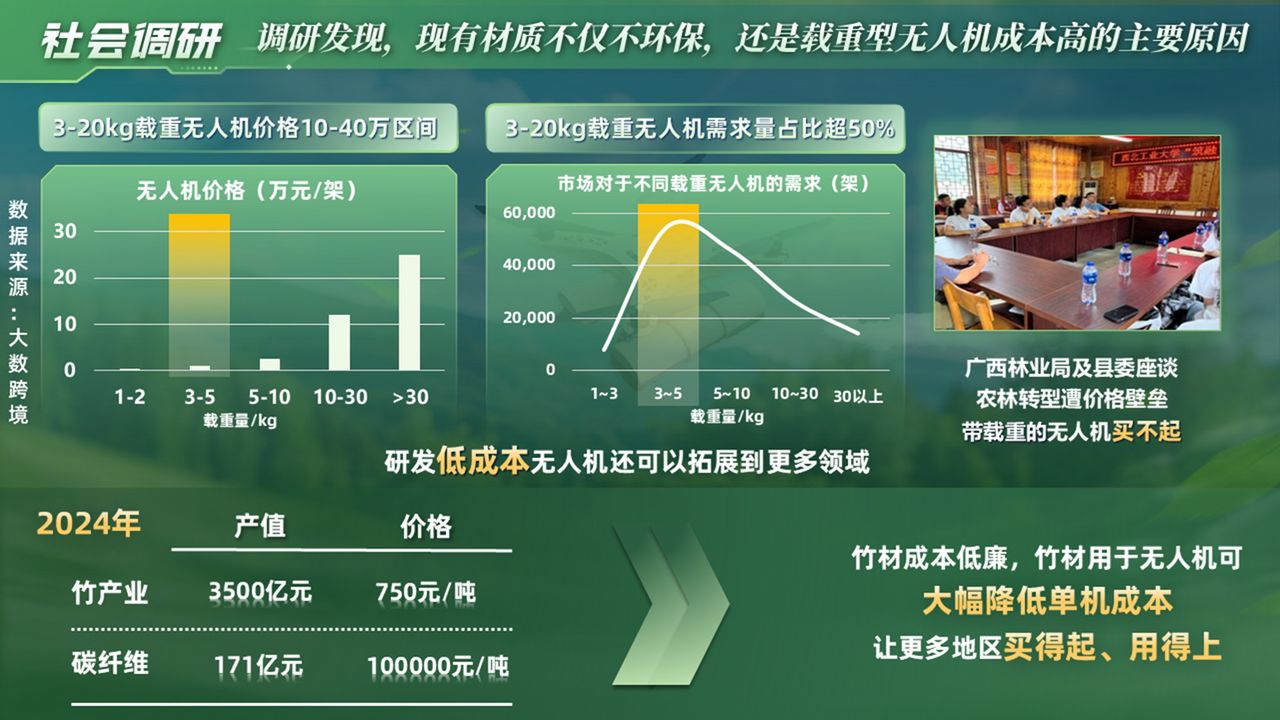 社会调研
调研发现，现有材质不仅不环保，还是载重型无人机成本高的主要原因
3-20kg载重无人机价格10-40万区间
3-20kg载重无人机需求量占比超50%
数据来源：大数跨境
无人机价格（万元/架）
30
20
10
0
1-2 3-5 5-10 10-30 >30
载重量/kg
市场对于不同载重无人机的需求（架）
60,000
40,000
20,000
0
1~3 3~5 5~10 10~30 30以上
载重量/kg
西北工业大学“筑融
广西林业局及县委座谈
农林转型遭价格壁垒
带载重的无人机买不起
研发低成本无人机还可以拓展到更多领域
2024年 产值 价格
竹产业 3500亿元 750元/吨
碳纤维 171亿元 100000元/吨
竹材成本低廉，竹材用于无人机可
大幅降低单机成本
让更多地区买得起、用得上